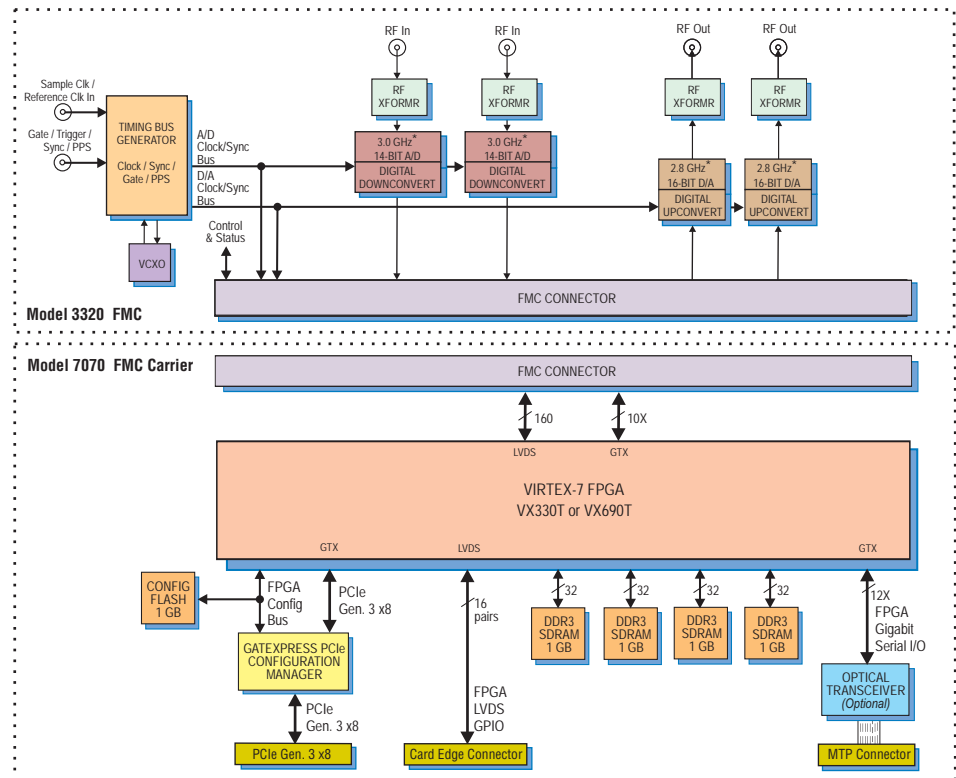 RF In
RF In
RF Out
RF Out
Sample Clk /
Reference Clk In
Gate / Trigger /
Sync / PPS
TIMING BUS
GENERATOR
Clock / Sync /
Gate / PPS
VCXO
A/D
Clock/Sync
Bus
D/A
Clock/Sync
Bus
Control
& Status
RF
XFORMR
RF
XFORMR
RF
XFORMR
RF
XFORMR
3.0 GHz*
14-BIT A/D
DIGITAL
DOWNCONVERT
3.0 GHz*
14-BIT A/D
DIGITAL
DOWNCONVERT
2.8 GHz*
16-BIT D/A
DIGITAL
UPCONVERT
2.8 GHz*
16-BIT D/A
DIGITAL
UPCONVERT
FMC CONNECTOR
Model 3320 FMC
Model 7070 FMC Carrier
FMC CONNECTOR
160
10X
LVDS
GTX
VIRTEX-7 FPGA
VX330T or VX690T
GTX
LVDS
GTX
CONFIG
FLASH
1 GB
FPGA
Config
Bus
PCIe
Gen. 3 x8
GATEXPRESS PCIe
CONFIGURATION
MANAGER
PCIe
Gen. 3 x8
PCIe Gen. 3 x8
16
pairs
FPGA
LVDS
GPIO
Card Edge Connector
32
32
32
32
DDR3
SDRAM
1 GB
DDR3
SDRAM
1 GB
DDR3
SDRAM
1 GB
DDR3
SDRAM
1 GB
12X
FPGA
Gigabit
Serial I/O
OPTICAL
TRANSCEIVER
(Optional)
MTP Connector